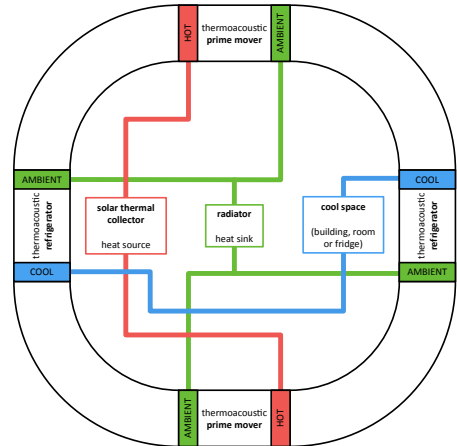 HOT
thermoacoustic
prime mover
AMBIENT
AMBIENT
thermoacoustic
refrigerator
COOL
solar thermal
collector
heat source
radiator
heat sink
cool space
(building, room
or fridge)
COOL
thermoacoustic
refrigerator
AMBIENT
AMBIENT
thermoacoustic
prime mover
HOT